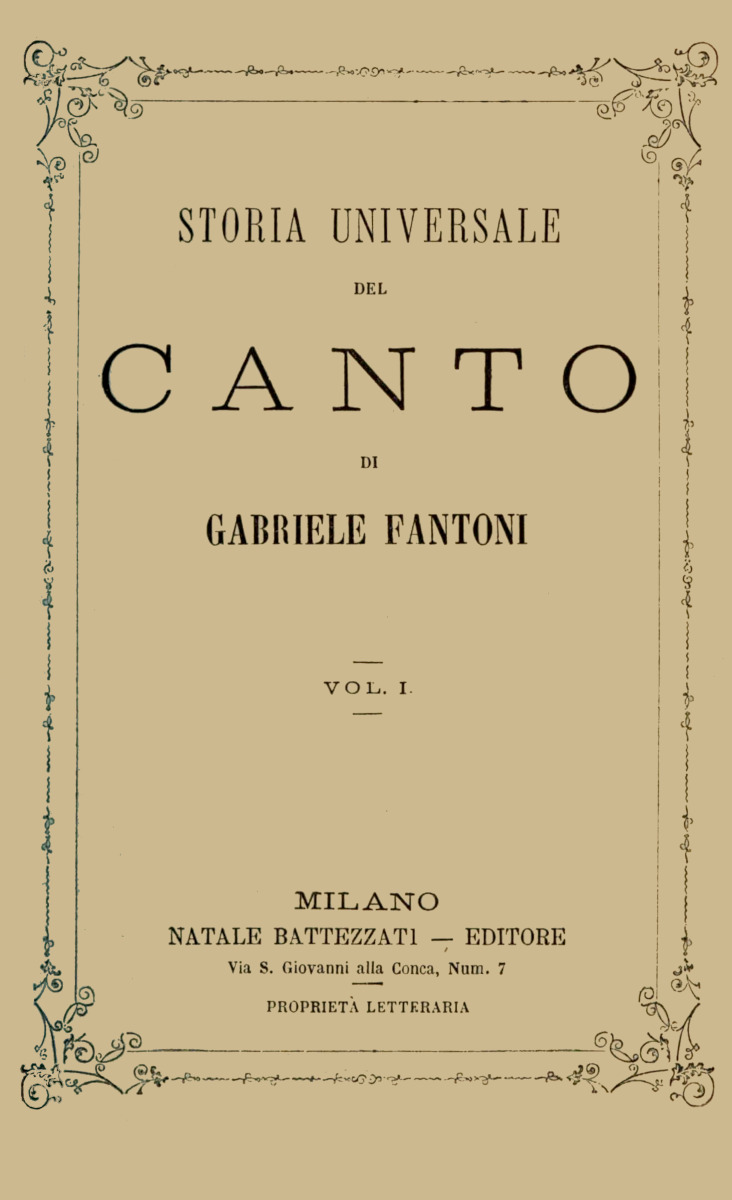 STORIA UNIVERSALE
DEL
CANTO
DI
GABRIELE FANTONI
VOL. I.
MILANO
NATALE BATTEZZATI — EDITORE
Via S. Giovanni alla Conca, Num. 7
PROPRIETÀ LETTERARIA